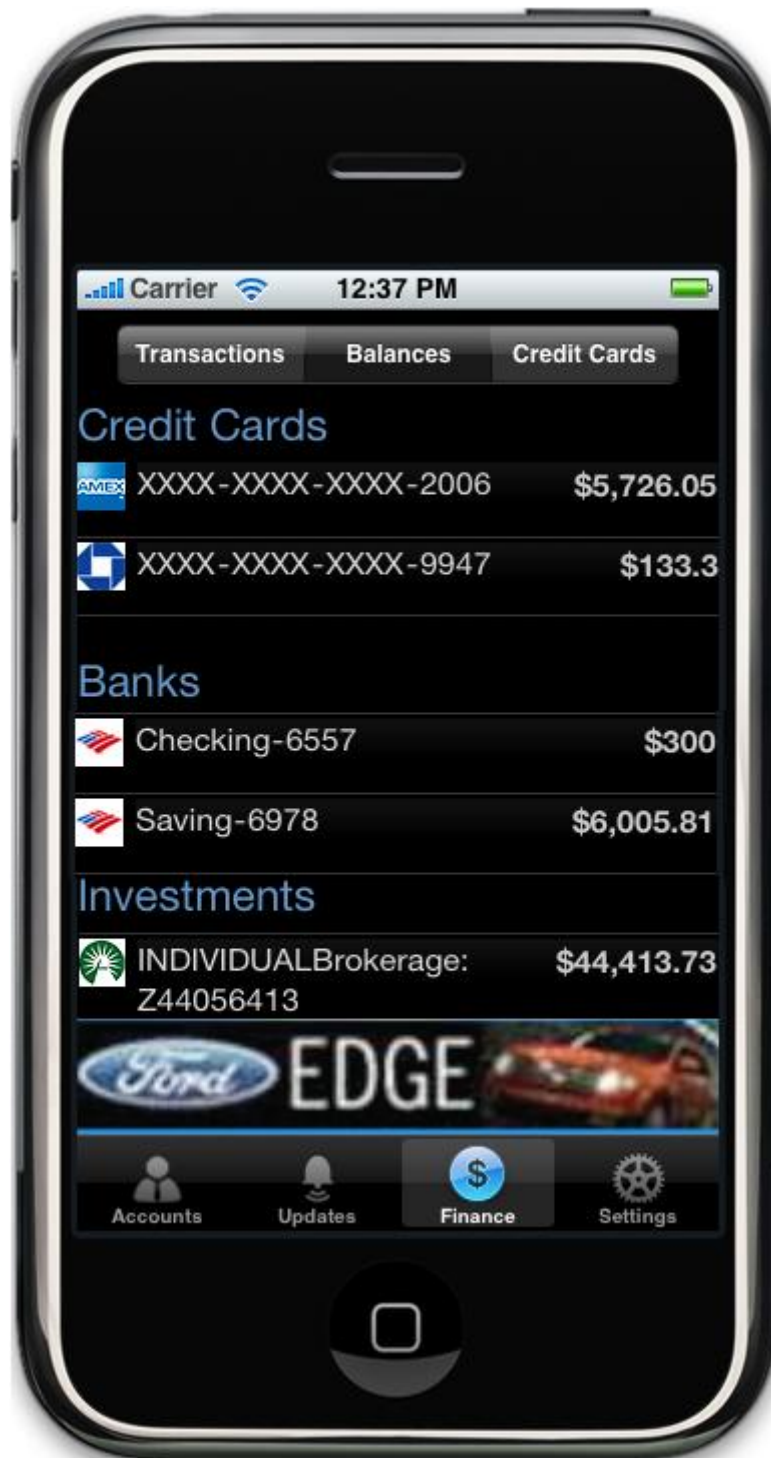 Carrier 12:37 PM
Transactions Balances Credit Cards
Credit Cards
AMEX XXXX-XXXX-XXXX-2006 $5,726.05
XXXX-XXXX-XXXX-9947 $133.3
Banks
Checking-6557 $300
Saving-6978 $6,005.81
Investments
INDIVIDUALBrokerage: $44,413.73
Z44056413
Ford EDGE
$
Accounts Updates Finance Settings